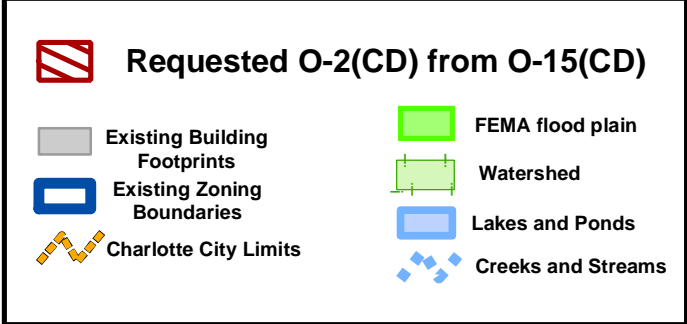 Requested O-2(CD) from O-15(CD)
Existing Building
Footprints
Existing Zoning
Boundaries
Charlotte City Limits
FEMA flood plain
Watershed
Lakes and Ponds
Creeks and Streams